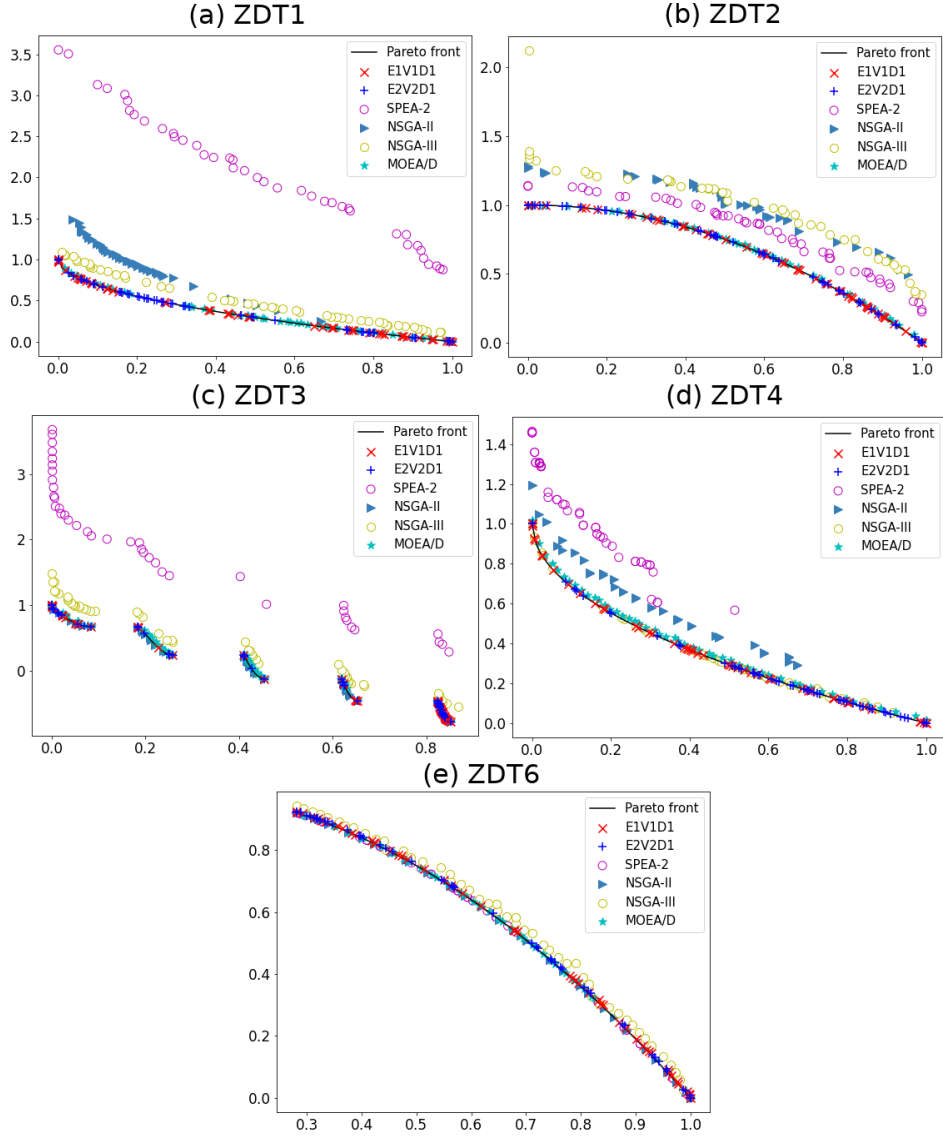 (a) ZDT1
3.5
3.0
2.5
2.0
1.5
1.0
0.5
0.0
0.0 0.2 0.4 0.6 0.8 1.0
Pareto front
E1V1D1
E2V2D1
SPEA-2
NSGA-II
NSGA-III
MOEA/D
(b) ZDT2
2.0
1.5
1.0
0.5
0.0
0.0 0.2 0.4 0.6 0.8 1.0
Pareto front
E1V1D1
E2V2D1
SPEA-2
NSGA-II
NSGA-III
MOEA/D
(c) ZDT3
3
2
1
0
0.0 0.2 0.4 0.6 0.8
Pareto front
E1V1D1
E2V2D1
SPEA-2
NSGA-II
NSGA-III
MOEA/D
(d) ZDT4
1.4
1.2
1.0
0.8
0.6
0.4
0.2
0.0
0.0 0.2 0.4 0.6 0.8 1.0
Pareto front
E1V1D1
E2V2D1
SPEA-2
NSGA-II
NSGA-III
MOEA/D
(e) ZDT6
0.8
0.6
0.4
0.2
0.0
0.3 0.4 0.5 0.6 0.7 0.8 0.9 1.0
Pareto front
E1V1D1
E2V2D1
SPEA-2
NSGA-II
NSGA-III
MOEA/D